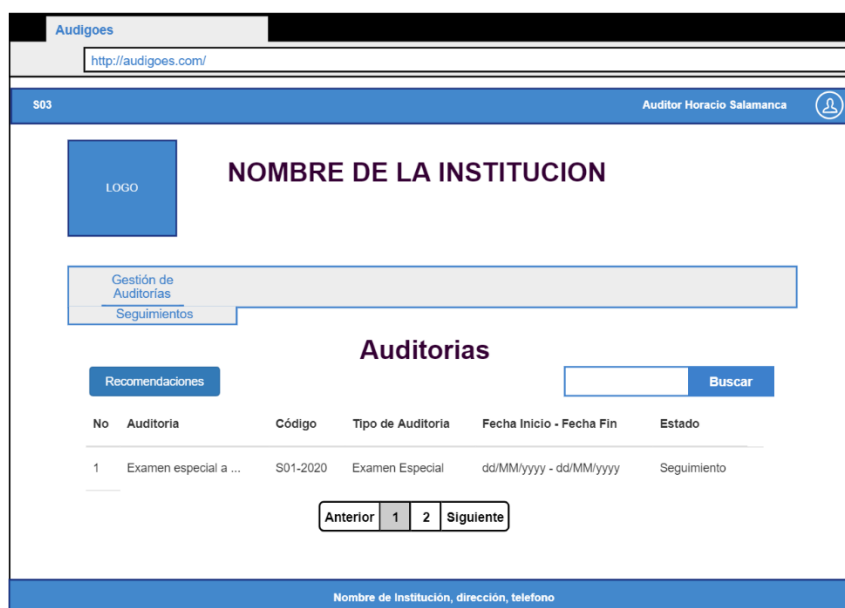 Audigoes
http://audigoes.com/
S03
Auditor Horacio Salamanca
LOGO
NOMBRE DE LA INSTITUCION
Gestión de
Auditorías
Seguimientos
Auditorias
Recomendaciones
Buscar
No Auditoria Código Tipo de Auditoria Fecha Inicio - Fecha Fin Estado
1 Examen especial a ... S01-2020 Examen Especial dd/MM/yyyy - dd/MM/yyyy Seguimiento
Anterior 1 2 Siguiente
Nombre de Institución, dirección, telefono